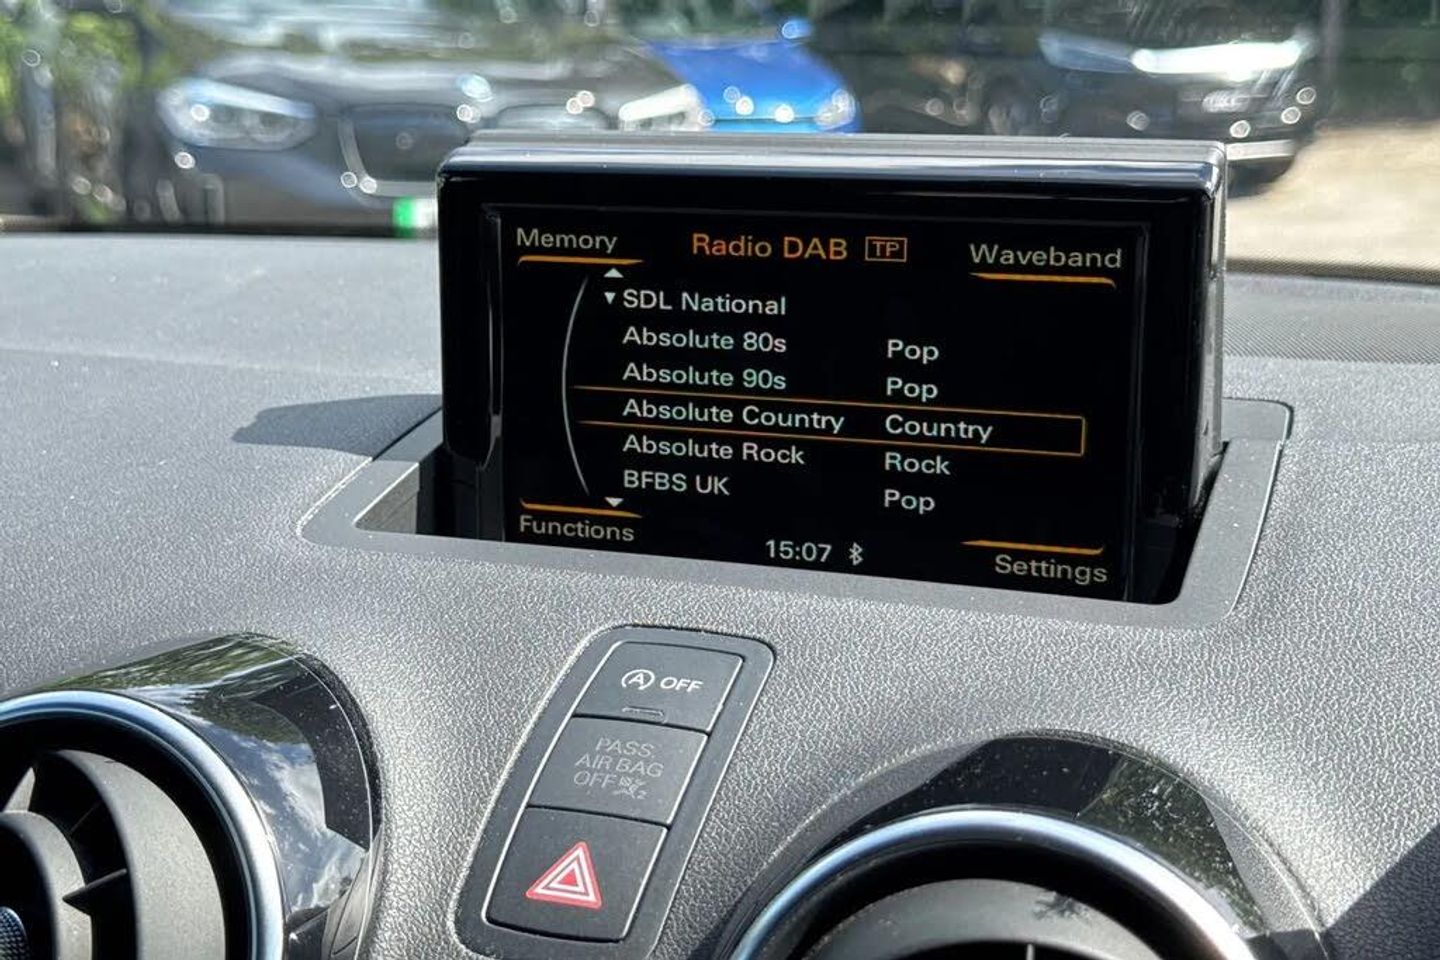 Memory Radio DAB TP Waveband
SDL National
Absolute 80s Pop
Absolute 90s Pop
Absolute Country Country
Absolute Rock Rock
BFBS UK Pop
Functions 15:07 Settings
A OFF
PASS
AIR BAG
OFF